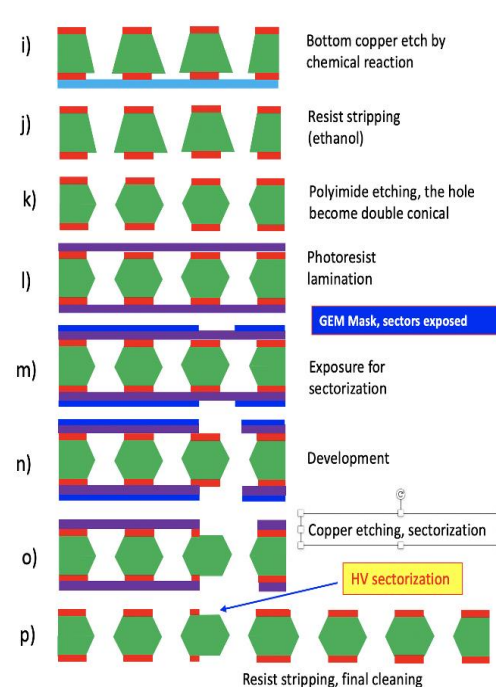 i)
Bottom copper etch by
chemical reaction
j)
Resist stripping
(ethanol)
k)
Polyimide etching, the hole
become double conical
l)
Photoresist
lamination
GEM Mask, sectors exposed
m)
Exposure for
sectorization
n)
Development
Copper etching, sectorization
o)
HV sectorization
p)
Resist stripping, final cleaning